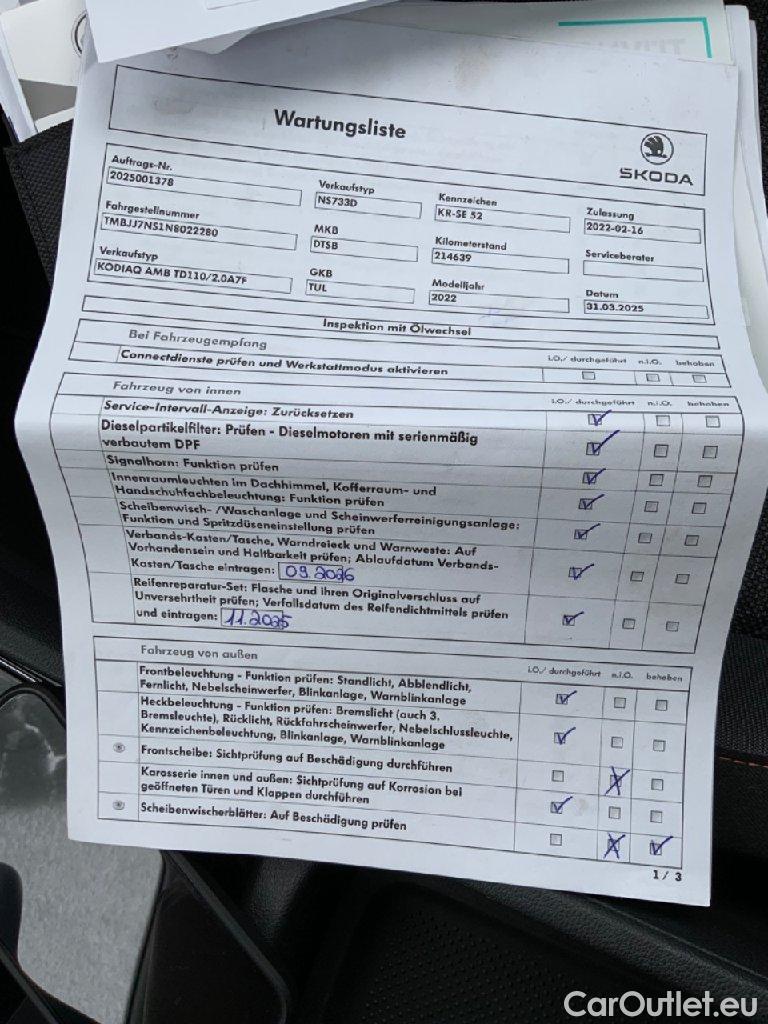 Wartungsliste
SKODA
Auftrags-Nr.
2025001378
Verkaufstyp
NS733D
Kennzeichen
KR-SE 52
Zulassung
2022-02-16
Fahrgestellnummer
TMBJJ7NS1N8022280
MKB
DTSB
Kilometerstand
214639
Serviceberater
Verkaufstyp
KODIAQ AMB TD110/2.0A7F
GKB
TUL
Modelljahr
2022
Datum
31.03.2025
Inspektion mit Ölwechsel
Bei Fahrzeugempfang i.O./ durchgeführt n.i.O. behoben
Connectdienste prüfen und Werkstattmodus aktivieren
Fahrzeug von innen i.O./ durchgeführt n.i.O. behoben
Service-Intervall-Anzeige: Zurücksetzen
Dieselpartikelfilter: Prüfen - Dieselmotoren mit serienmäßig
verbautem DPF
Signalhorn: Funktion prüfen
Innenraumleuchten im Dachhimmel, Kofferraum- und
Handschuhfachbeleuchtung: Funktion prüfen
Scheibenwisch- /Waschanlage und Scheinwerferreinigungsanlage:
Funktion und Spritzdüseneinstellung prüfen
Verbands-Kasten/Tasche, Warndreieck und Warnweste: Auf
Vorhandensein und Haltbarkeit prüfen; Ablaufdatum Verbands-
Kasten/Tasche eintragen: 09.2026
Reifenreparatur-Set: Flasche und ihren Originalverschluss auf
Unversehrtheit prüfen; Verfallsdatum des Reifendichtmittels prüfen
und eintragen: 11.2025
Fahrzeug von außen i.O./ durchgeführt n.i.O. behoben
Frontbeleuchtung - Funktion prüfen: Standlicht, Abblendlicht,
Fernlicht, Nebelscheinwerfer, Blinkanlage, Warnblinkanlage
Heckbeleuchtung - Funktion prüfen: Bremslicht (auch 3.
Bremsleuchte), Rücklicht, Rückfahrscheinwerfer, Nebelschlussleuchte,
Kennzeichenbeleuchtung, Blinkanlage, Warnblinkanlage
Frontscheibe: Sichtprüfung auf Beschädigung durchführen
Karosserie innen und außen: Sichtprüfung auf Korrosion bei
geöffneten Türen und Klappen durchführen
Scheibenwischerblätter: Auf Beschädigung prüfen
1 / 3
CarOutlet.eu